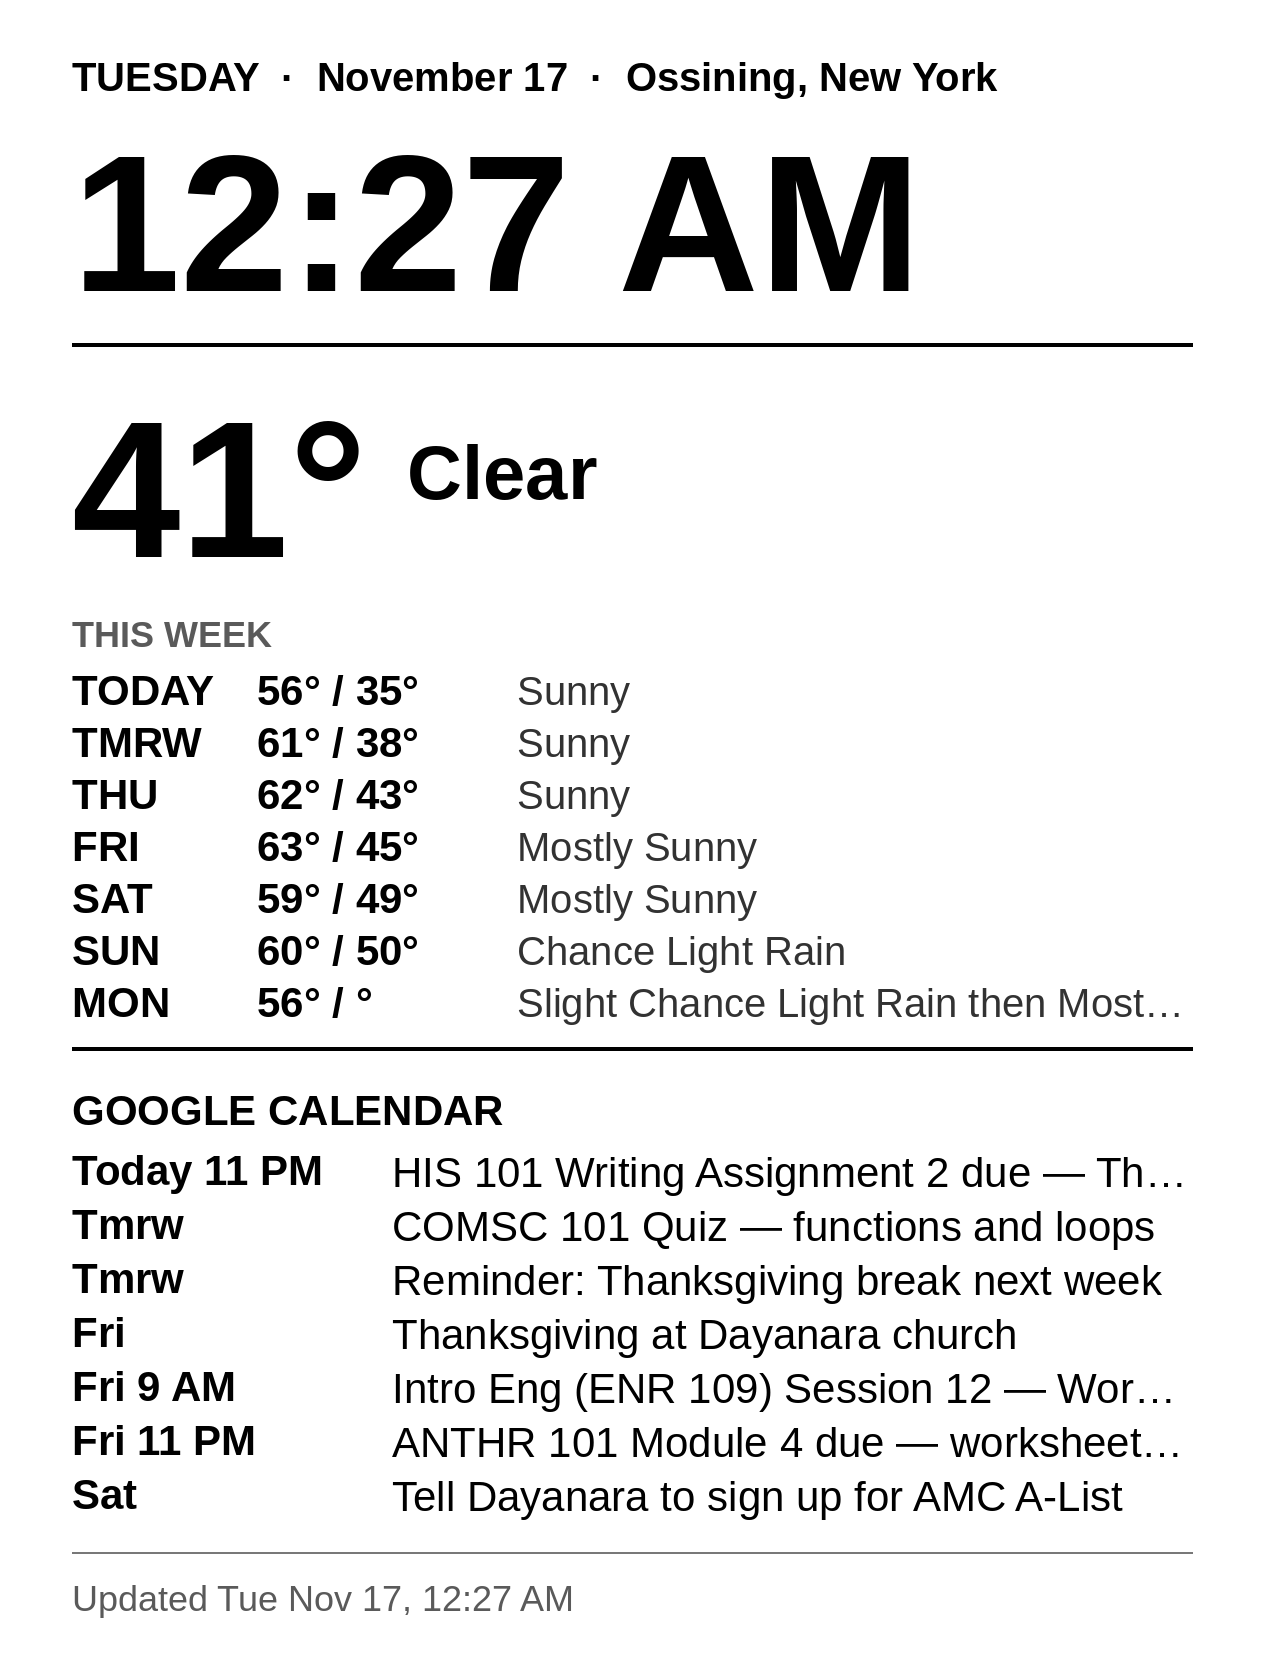 TUESDAY · November 17 · Ossining, New York
12:27 AM
41° Clear
THIS WEEK
TODAY 56° / 35° Sunny
TMRW 61° / 38° Sunny
THU 62° / 43° Sunny
FRI 63° / 45° Mostly Sunny
SAT 59° / 49° Mostly Sunny
SUN 60° / 50° Chance Light Rain
MON 56° / ° Slight Chance Light Rain then Most…
GOOGLE CALENDAR
Today 11 PM HIS 101 Writing Assignment 2 due — Th…
Tmrw COMSC 101 Quiz — functions and loops
Tmrw Reminder: Thanksgiving break next week
Fri Thanksgiving at Dayanara church
Fri 9 AM Intro Eng (ENR 109) Session 12 — Wor…
Fri 11 PM ANTHR 101 Module 4 due — worksheet…
Sat Tell Dayanara to sign up for AMC A-List
Updated Tue Nov 17, 12:27 AM